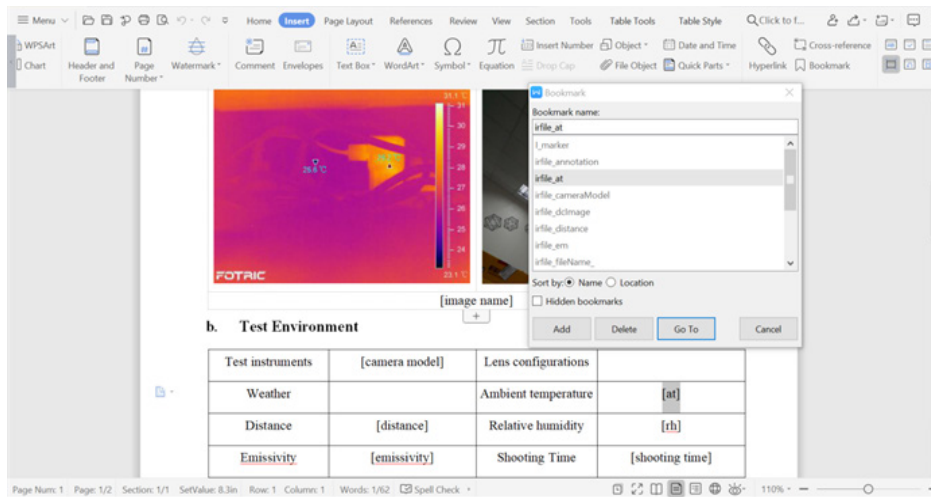 Menu Home Insert Page Layout References Review View Section Tools Table Tools Table Style Click to f...
WPSArt Insert Number Object Date and Time Cross-reference
Chart Header and Footer Page Number Watermark Comment Envelopes Text Box WordArt Symbol Equation Drop Cap File Object Quick Parts Hyperlink Bookmark
31.1 ℃
31
30
29
28
27
26
25
24
23.1 ℃
26.6 ℃
FOTRIC
Bookmark
Bookmark name:
irfile_at
I_marker
irfile_annotation
irfile_at
irfile_cameraModel
irfile_dcImage
irfile_distance
irfile_em
irfile_fileName_
Sort by: Name Location
Hidden bookmarks
Add Delete Go To Cancel
[image name]
b. Test Environment
Test instruments [camera model] Lens configurations
Weather Ambient temperature [at]
Distance [distance] Relative humidity [rh]
Emissivity [emissivity] Shooting Time [shooting time]
Page Num: 1 Page: 1/2 Section: 1/1 SetValue: 8.3in Row: 1 Column: 1 Words: 1/62 Spell Check 110%